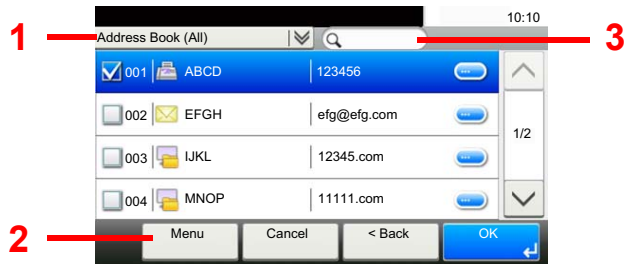 10:10
1 Address Book (All) 3
001 ABCD 123456
002 EFGH efg@efg.com
1/2
003 IJKL 12345.com
004 MNOP 11111.com
2 Menu Cancel < Back OK